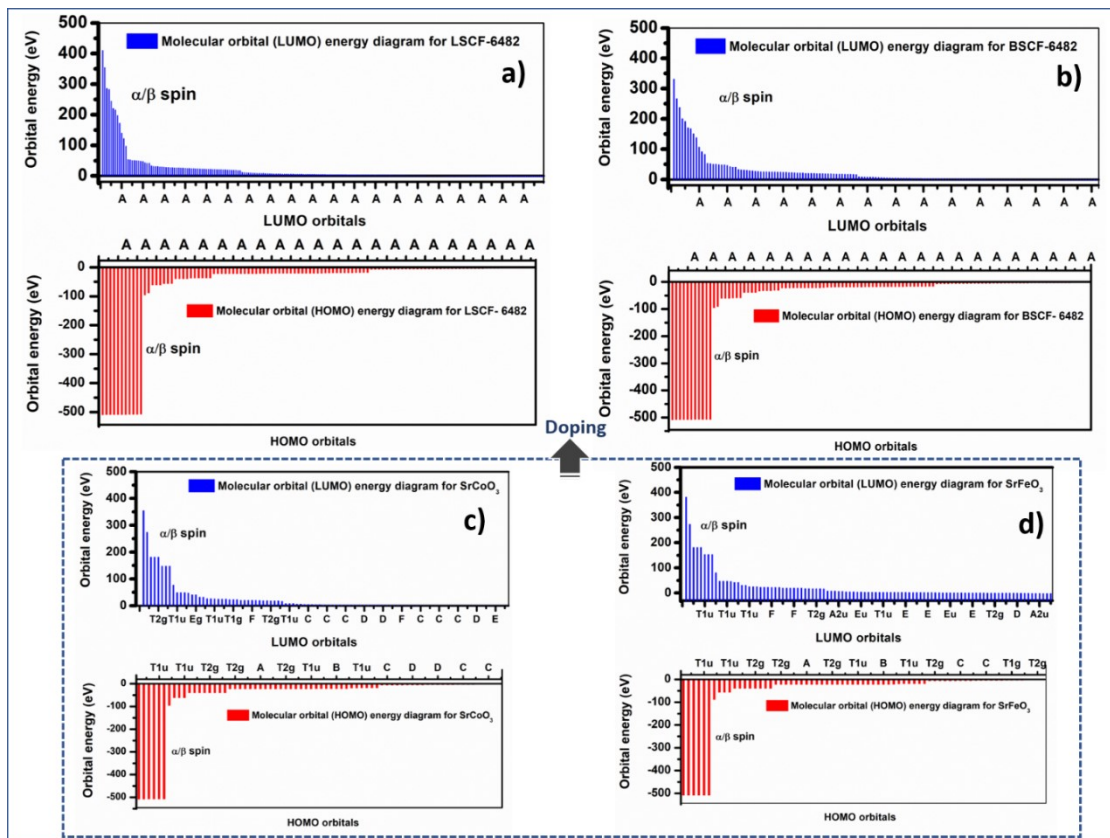 a)
Molecular orbital (LUMO) energy diagram for LSCF-6482
α/β spin
Orbital energy (eV)
500
400
300
200
100
0
A A A A A A A A A A A A A A A A A A A A
LUMO orbitals
A A A A A A A A A A A A A A A A A A A A A A
Orbital energy (eV)
0
-100
-200
-300
-400
-500
Molecular orbital (HOMO) energy diagram for LSCF- 6482
α/β spin
HOMO orbitals
b)
Molecular orbital (LUMO) energy diagram for BSCF-6482
α/β spin
Orbital energy (eV)
500
400
300
200
100
0
A A A A A A A A A A A A A A A
LUMO orbitals
A A A A A A A A A A A A A A A A A A A A A
Orbital energy (eV)
0
-100
-200
-300
-400
-500
Molecular orbital (HOMO) energy diagram for BSCF- 6482
α/β spin
HOMO orbitals
Doping
c)
Molecular orbital (LUMO) energy diagram for SrCoO3
α/β spin
Orbital energy (eV)
500
400
300
200
100
0
T2g T1u Eg T1u T1g F T2g T1u C C C D D F C C C D E
LUMO orbitals
T1u T1u T2g T2g A T2g T1u B T1u C D D C C
Orbital energy (eV)
0
-100
-200
-300
-400
-500
Molecular orbital (HOMO) energy diagram for SrCoO3
α/β spin
HOMO orbitals
d)
Molecular orbital (LUMO) energy diagram for SrFeO3
α/β spin
Orbital energy (eV)
500
400
300
200
100
0
T1u T1u F F T2g A2u Eu T1u E E Eu E T2g D A2u
LUMO orbitals
T1u T1u T2g T2g A T2g T1u B T1u T2g C C T1g T2g
Orbital energy (eV)
0
-100
-200
-300
-400
-500
Molecular orbital (HOMO) energy diagram for SrFeO3
α/β spin
HOMO orbitals